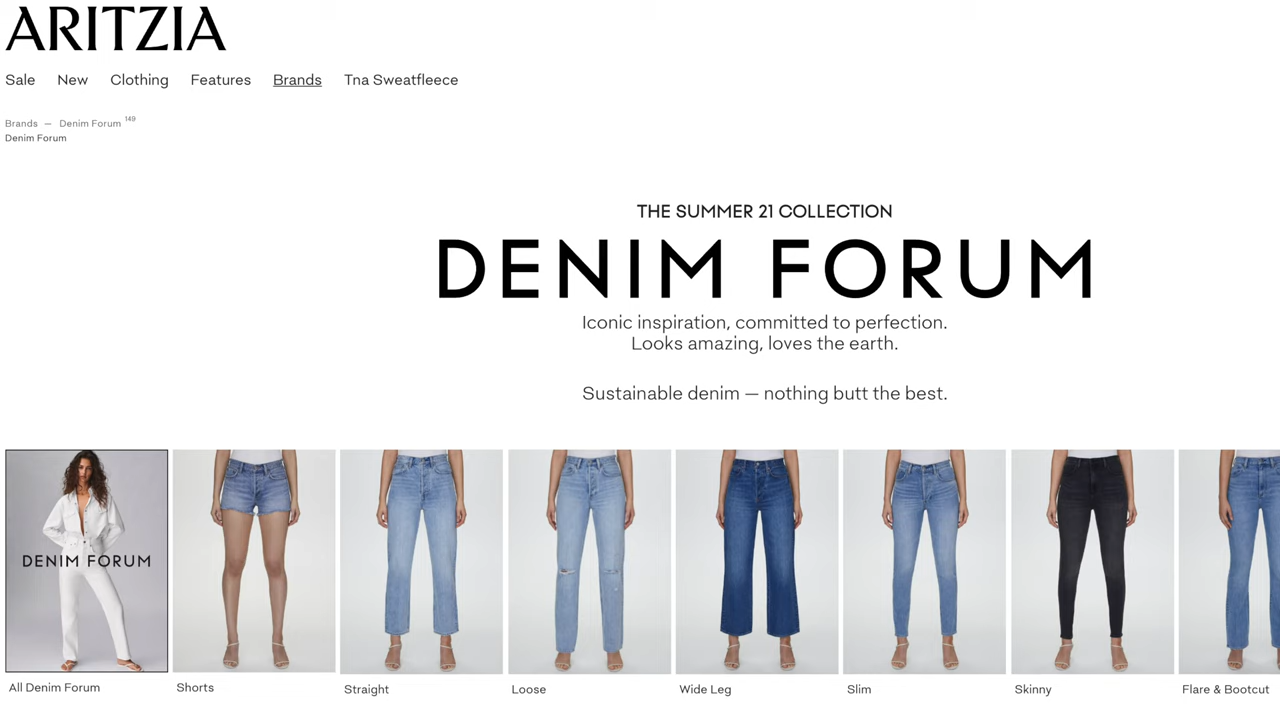 ARITZIA
Sale New Clothing Features Brands Tna Sweatfleece
Brands — Denim Forum 149
Denim Forum
THE SUMMER 21 COLLECTION
DENIM FORUM
Iconic inspiration, committed to perfection.
Looks amazing, loves the earth.
Sustainable denim — nothing butt the best.
DENIM FORUM
All Denim Forum
Shorts
Straight
Loose
Wide Leg
Slim
Skinny
Flare & Bootcut